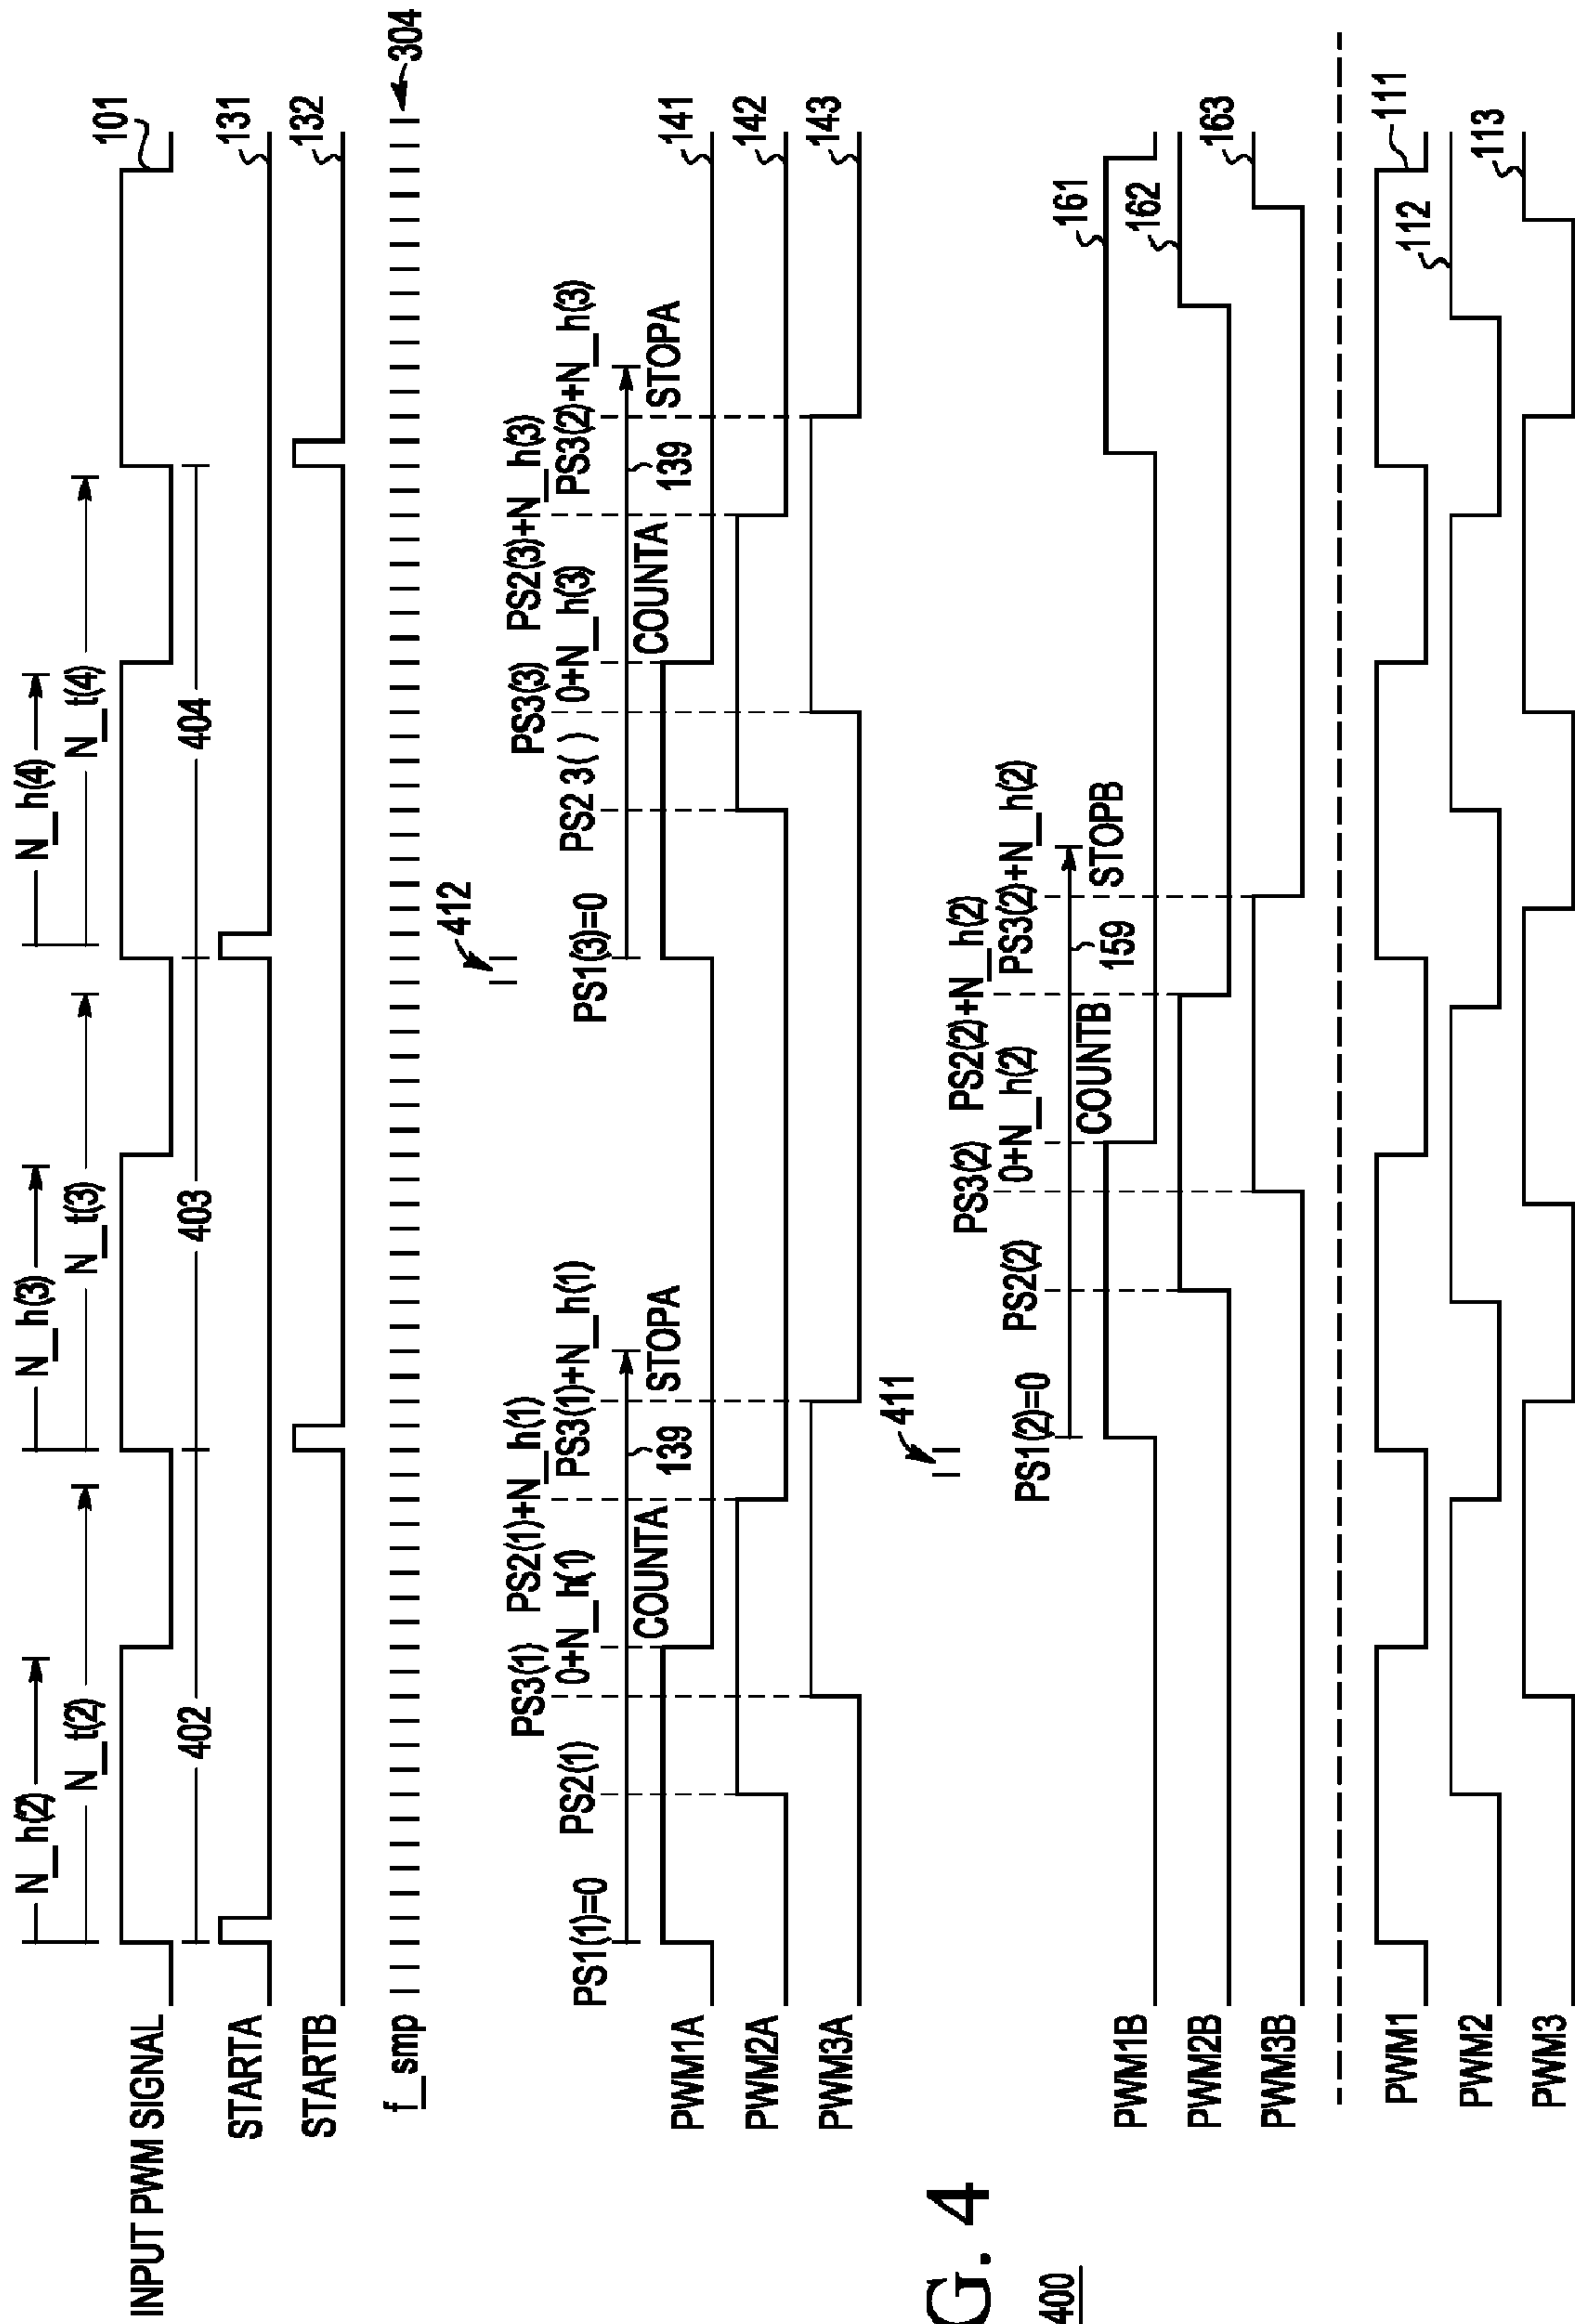 N_h(2) N_h(3) N_h(4)
N_t(2) N_t(3) N_t(4)
INPUT PWM SIGNAL 101
402 403 404
STARTA 131
STARTB 132
f_smp 304
412
PS3(1) PS2(1)+N_h(1) PS3(3) PS2(3)+N_h(3)
PS1(1)=0 PS2(1) 0+N_h(1) PS3(1)+N_h(1) PS1(3)=0 PS2 3( ) 0+N_h(3) PS3(2)+N_h(3)
COUNTA 139 STOPA COUNTA 139 STOPA
PWM1A 141
PWM2A 142
PWM3A 143
411
PS3(2) PS2(2)+N_h(2)
PS1(2)=0 PS2(2) 0+N_h(2) PS3(2)+N_h(2)
COUNTB 159 STOPB
PWM1B 161
PWM2B 162
PWM3B 163
PWM1 111
PWM2 112
PWM3 113
G. 4
400